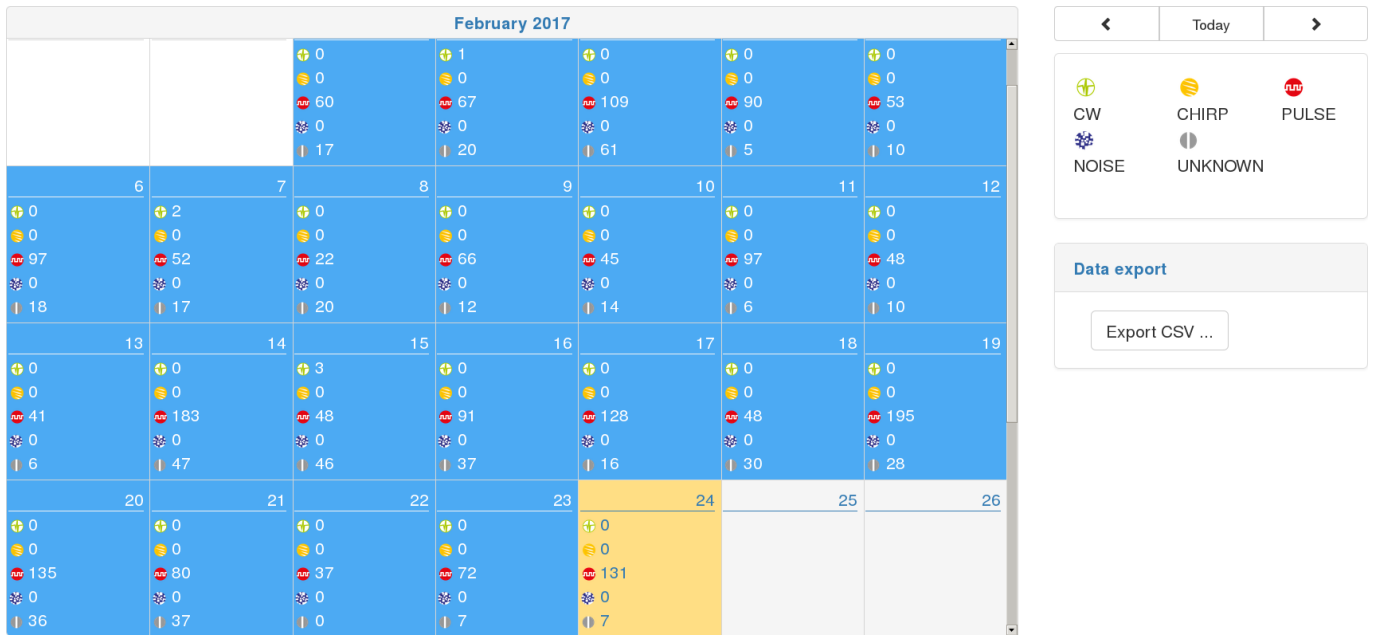 February 2017
Today
0 1 0 0 0
0 0 0 0 0
60 67 109 90 53
0 0 0 0 0
17 20 61 5 10
6 7 8 9 10 11 12
0 2 0 0 0 0 0
0 0 0 0 0 0 0
97 52 22 66 45 97 48
0 0 0 0 0 0 0
18 17 20 12 14 6 10
13 14 15 16 17 18 19
0 0 3 0 0 0 0
0 0 0 0 0 0 0
41 183 48 91 128 48 195
0 0 0 0 0 0 0
6 47 46 37 16 30 28
20 21 22 23 24 25 26
0 0 0 0 0
0 0 0 0 0
135 80 37 72 131
0 0 0 0 0
36 37 0 7 7
CW CHIRP PULSE
NOISE UNKNOWN
Data export
Export CSV ...